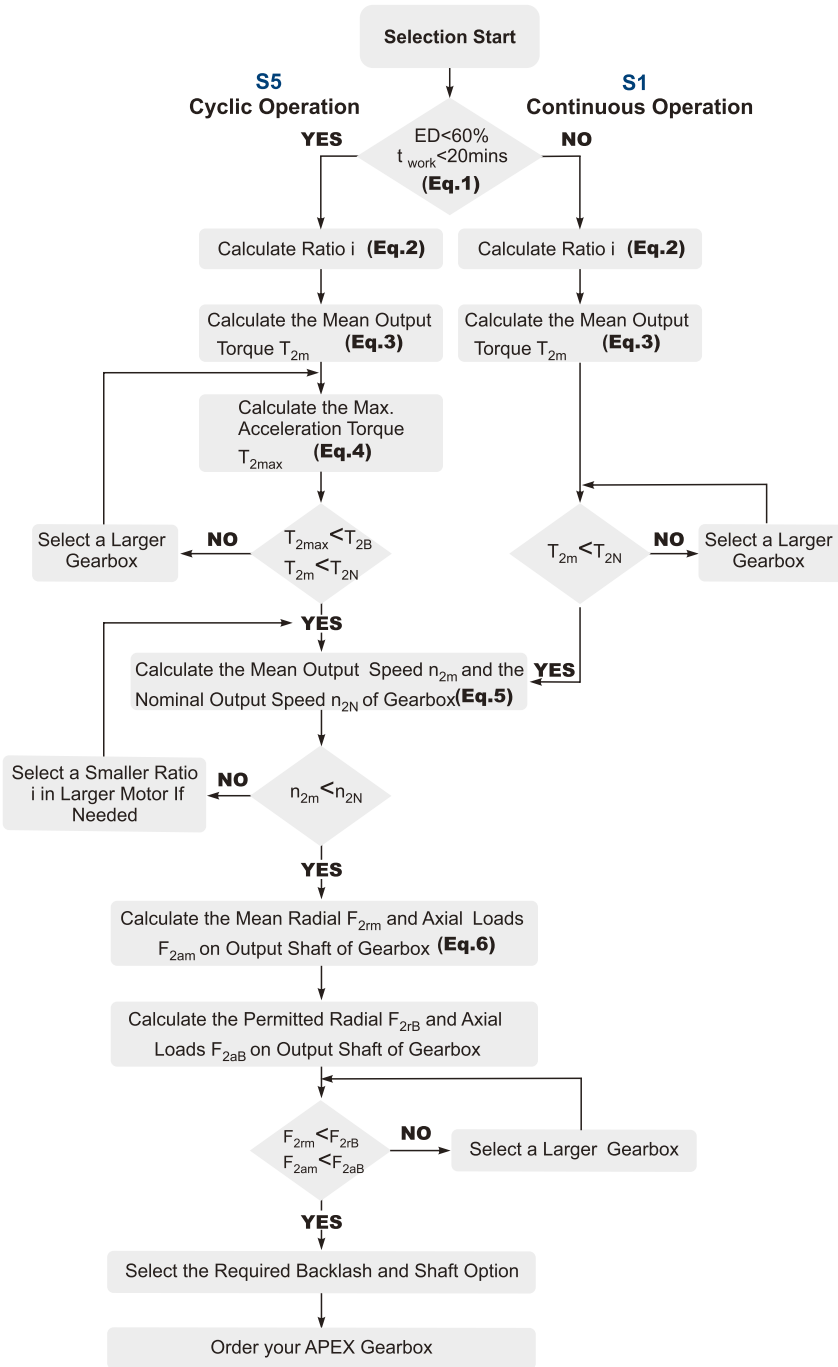 Selection Start
S5
Cyclic Operation
S1
Continuous Operation
YES
ED<60%
t work<20mins
(Eq.1)
NO
Calculate Ratio i (Eq.2)
Calculate Ratio i (Eq.2)
Calculate the Mean Output
Torque T2m (Eq.3)
Calculate the Mean Output
Torque T2m (Eq.3)
Calculate the Max.
Acceleration Torque
T2max (Eq.4)
Select a Larger
Gearbox
NO
T2max<T2B
T2m<T2N
T2m<T2N
NO
Select a Larger
Gearbox
YES
Calculate the Mean Output Speed n2m and the
Nominal Output Speed n2N of Gearbox(Eq.5)
YES
Select a Smaller Ratio
i in Larger Motor If
Needed
NO
n2m<n2N
YES
Calculate the Mean Radial F2rm and Axial Loads
F2am on Output Shaft of Gearbox (Eq.6)
Calculate the Permitted Radial F2rB and Axial
Loads F2aB on Output Shaft of Gearbox
F2rm<F2rB
F2am<F2aB
NO
Select a Larger Gearbox
YES
Select the Required Backlash and Shaft Option
Order your APEX Gearbox